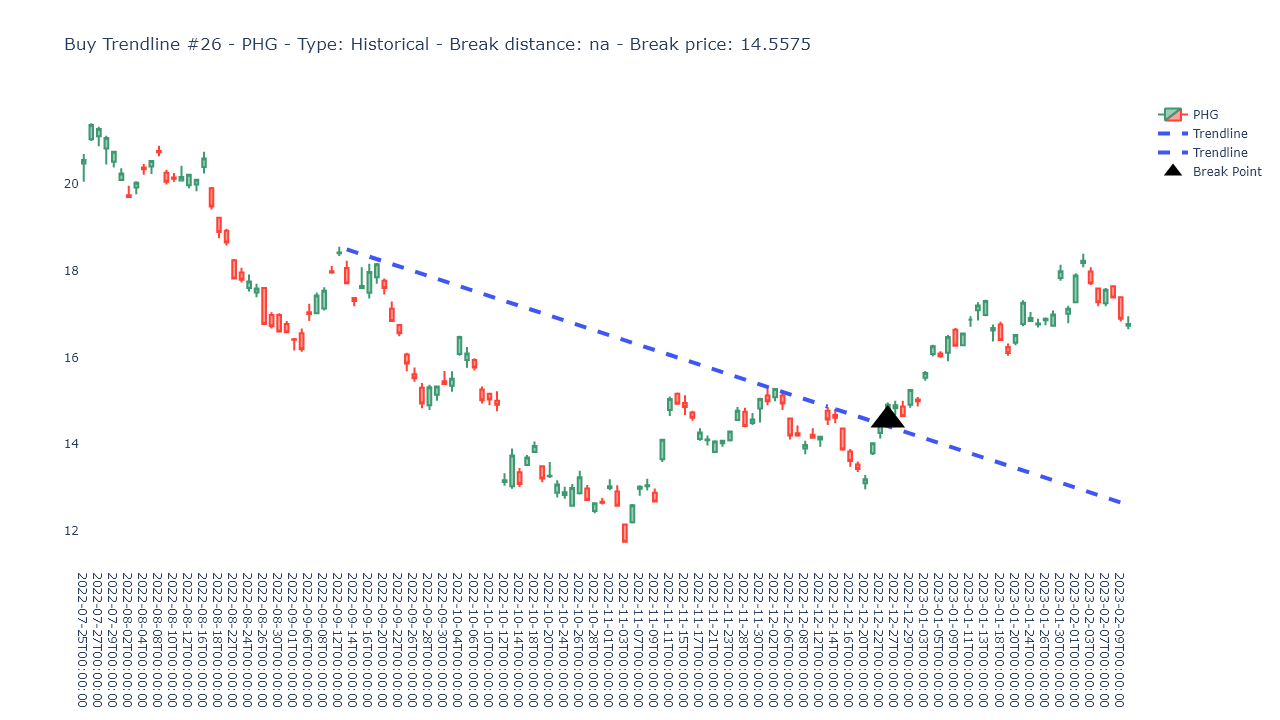 Buy Trendline #26 - PHG - Type: Historical - Break distance: na - Break price: 14.5575
PHG
Trendline
Trendline
Break Point
20
18
16
14
12
2022-07-25T00:00:00
2022-07-27T00:00:00
2022-07-29T00:00:00
2022-08-02T00:00:00
2022-08-04T00:00:00
2022-08-08T00:00:00
2022-08-10T00:00:00
2022-08-12T00:00:00
2022-08-16T00:00:00
2022-08-18T00:00:00
2022-08-22T00:00:00
2022-08-24T00:00:00
2022-08-26T00:00:00
2022-08-30T00:00:00
2022-09-01T00:00:00
2022-09-06T00:00:00
2022-09-08T00:00:00
2022-09-12T00:00:00
2022-09-14T00:00:00
2022-09-16T00:00:00
2022-09-20T00:00:00
2022-09-22T00:00:00
2022-09-26T00:00:00
2022-09-28T00:00:00
2022-09-30T00:00:00
2022-10-04T00:00:00
2022-10-06T00:00:00
2022-10-10T00:00:00
2022-10-12T00:00:00
2022-10-14T00:00:00
2022-10-18T00:00:00
2022-10-20T00:00:00
2022-10-24T00:00:00
2022-10-26T00:00:00
2022-10-28T00:00:00
2022-11-01T00:00:00
2022-11-03T00:00:00
2022-11-07T00:00:00
2022-11-09T00:00:00
2022-11-11T00:00:00
2022-11-15T00:00:00
2022-11-17T00:00:00
2022-11-21T00:00:00
2022-11-23T00:00:00
2022-11-28T00:00:00
2022-11-30T00:00:00
2022-12-02T00:00:00
2022-12-06T00:00:00
2022-12-08T00:00:00
2022-12-12T00:00:00
2022-12-14T00:00:00
2022-12-16T00:00:00
2022-12-20T00:00:00
2022-12-22T00:00:00
2022-12-27T00:00:00
2022-12-29T00:00:00
2023-01-03T00:00:00
2023-01-05T00:00:00
2023-01-09T00:00:00
2023-01-11T00:00:00
2023-01-13T00:00:00
2023-01-18T00:00:00
2023-01-20T00:00:00
2023-01-24T00:00:00
2023-01-26T00:00:00
2023-01-30T00:00:00
2023-02-01T00:00:00
2023-02-03T00:00:00
2023-02-07T00:00:00
2023-02-09T00:00:00